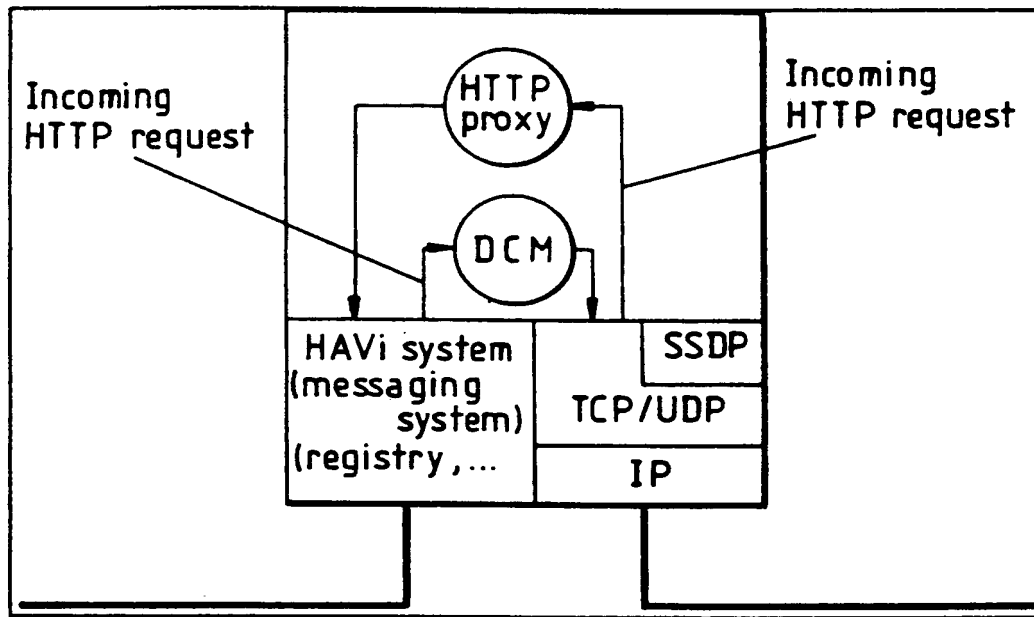 Incoming
HTTP request
HTTP
proxy
Incoming
HTTP request
DCM
HAVi system
(messaging
system)
(registry,...
SSDP
TCP/UDP
IP